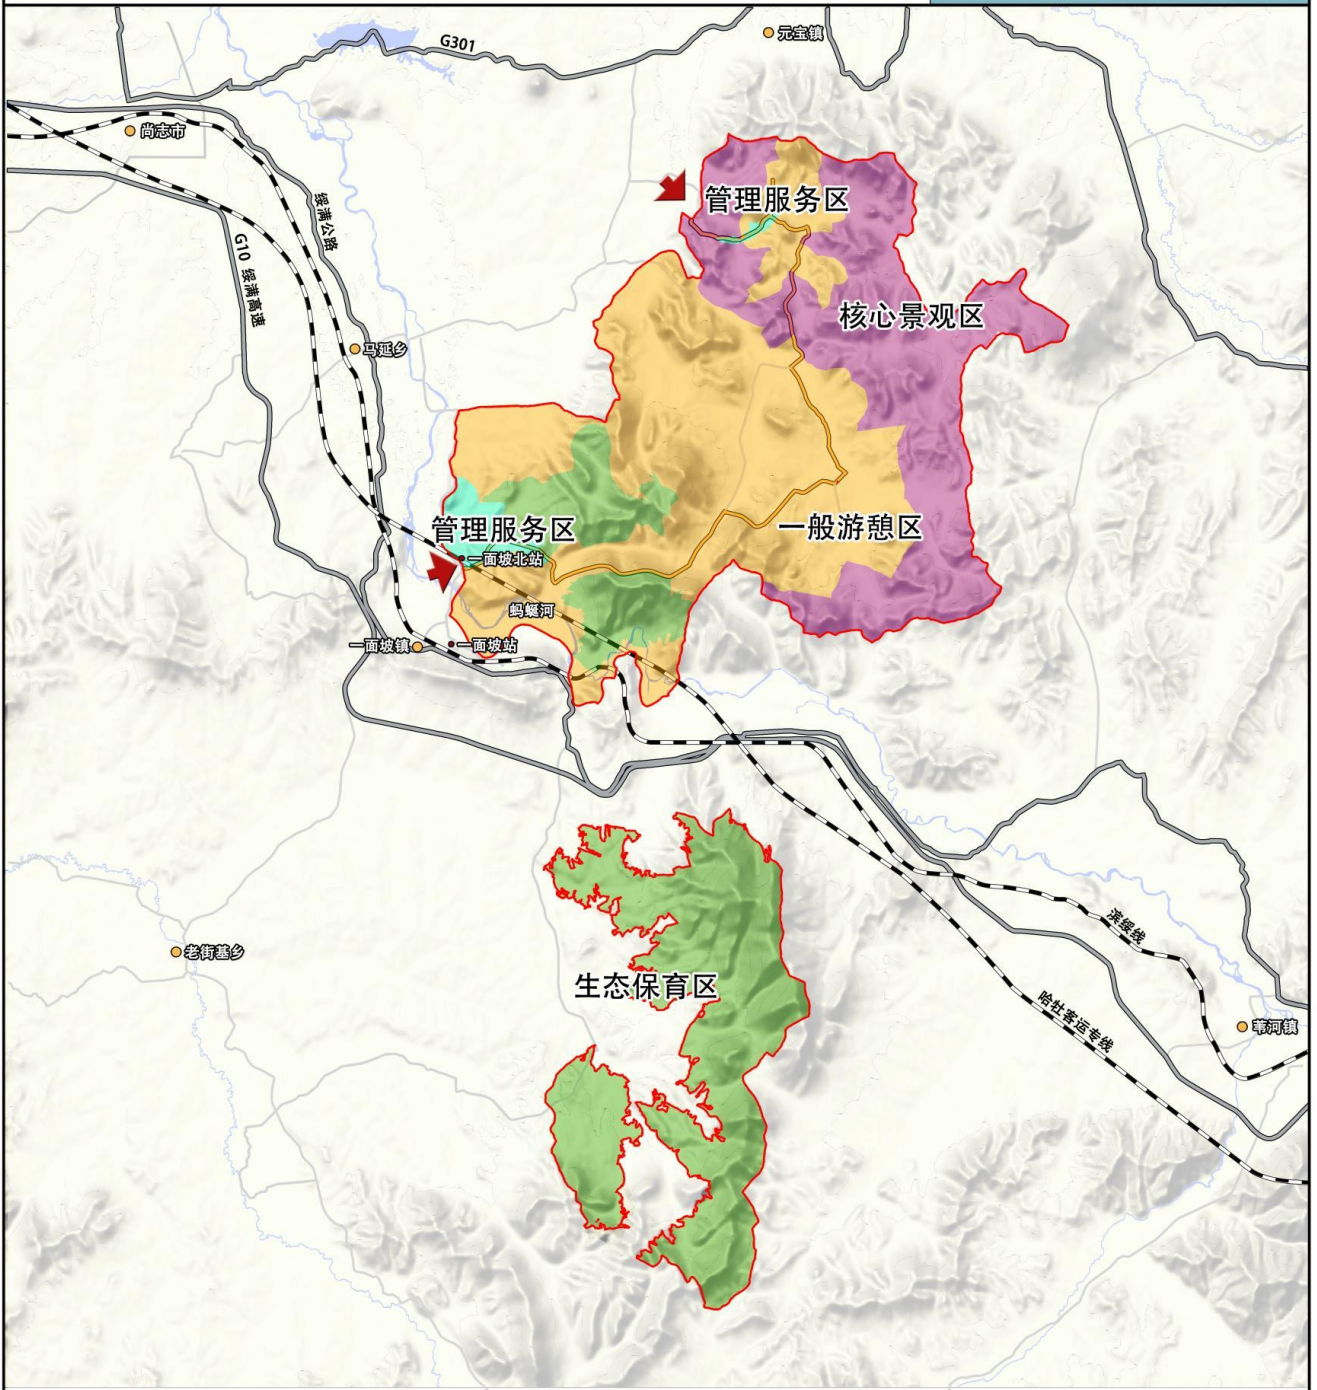 元宝镇
G301
尚志市
管理服务区
绥满公路
G10 绥满高速
核心景观区
马延乡
管理服务区
一般游憩区
一面坡北站
蚂蜒河
一面坡镇
一面坡站
滨绥线
老街基乡
生态保育区
哈牡客运专线
苇河镇